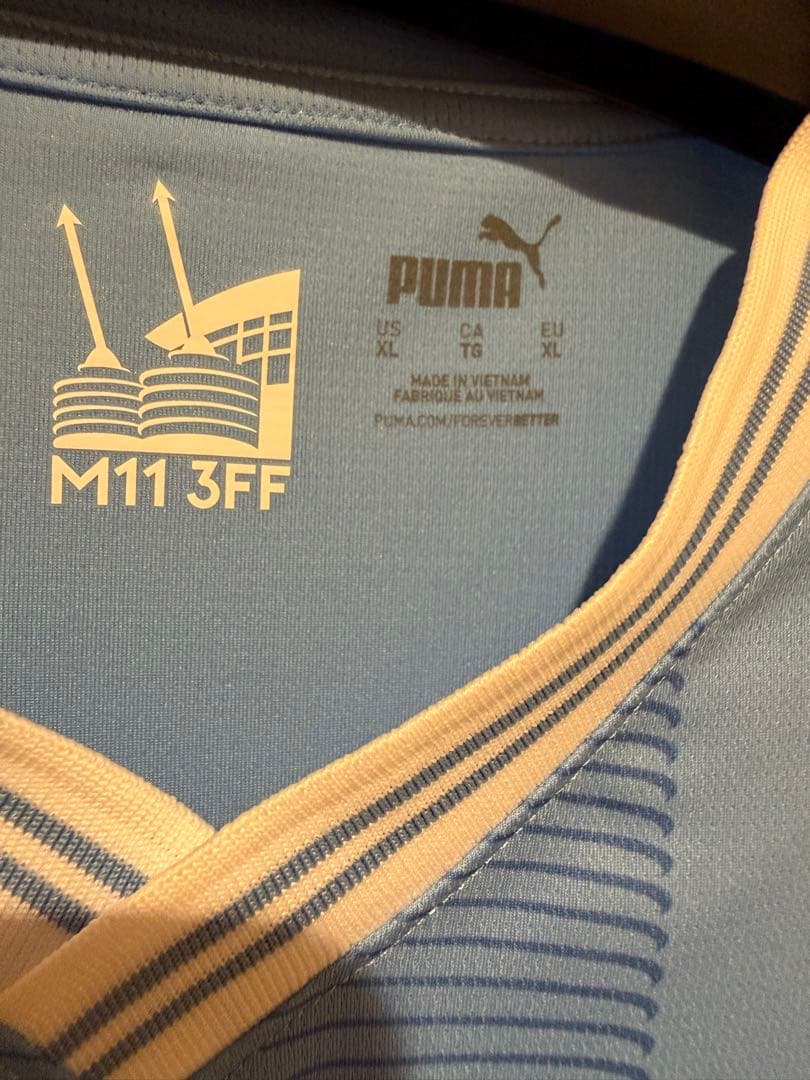 M11 3FF
PUMA
US CA EU
XL TG XL
MADE IN VIETNAM
FABRIQUÉ AU VIETNAM
PUMA.COM/FOREVERBETTER